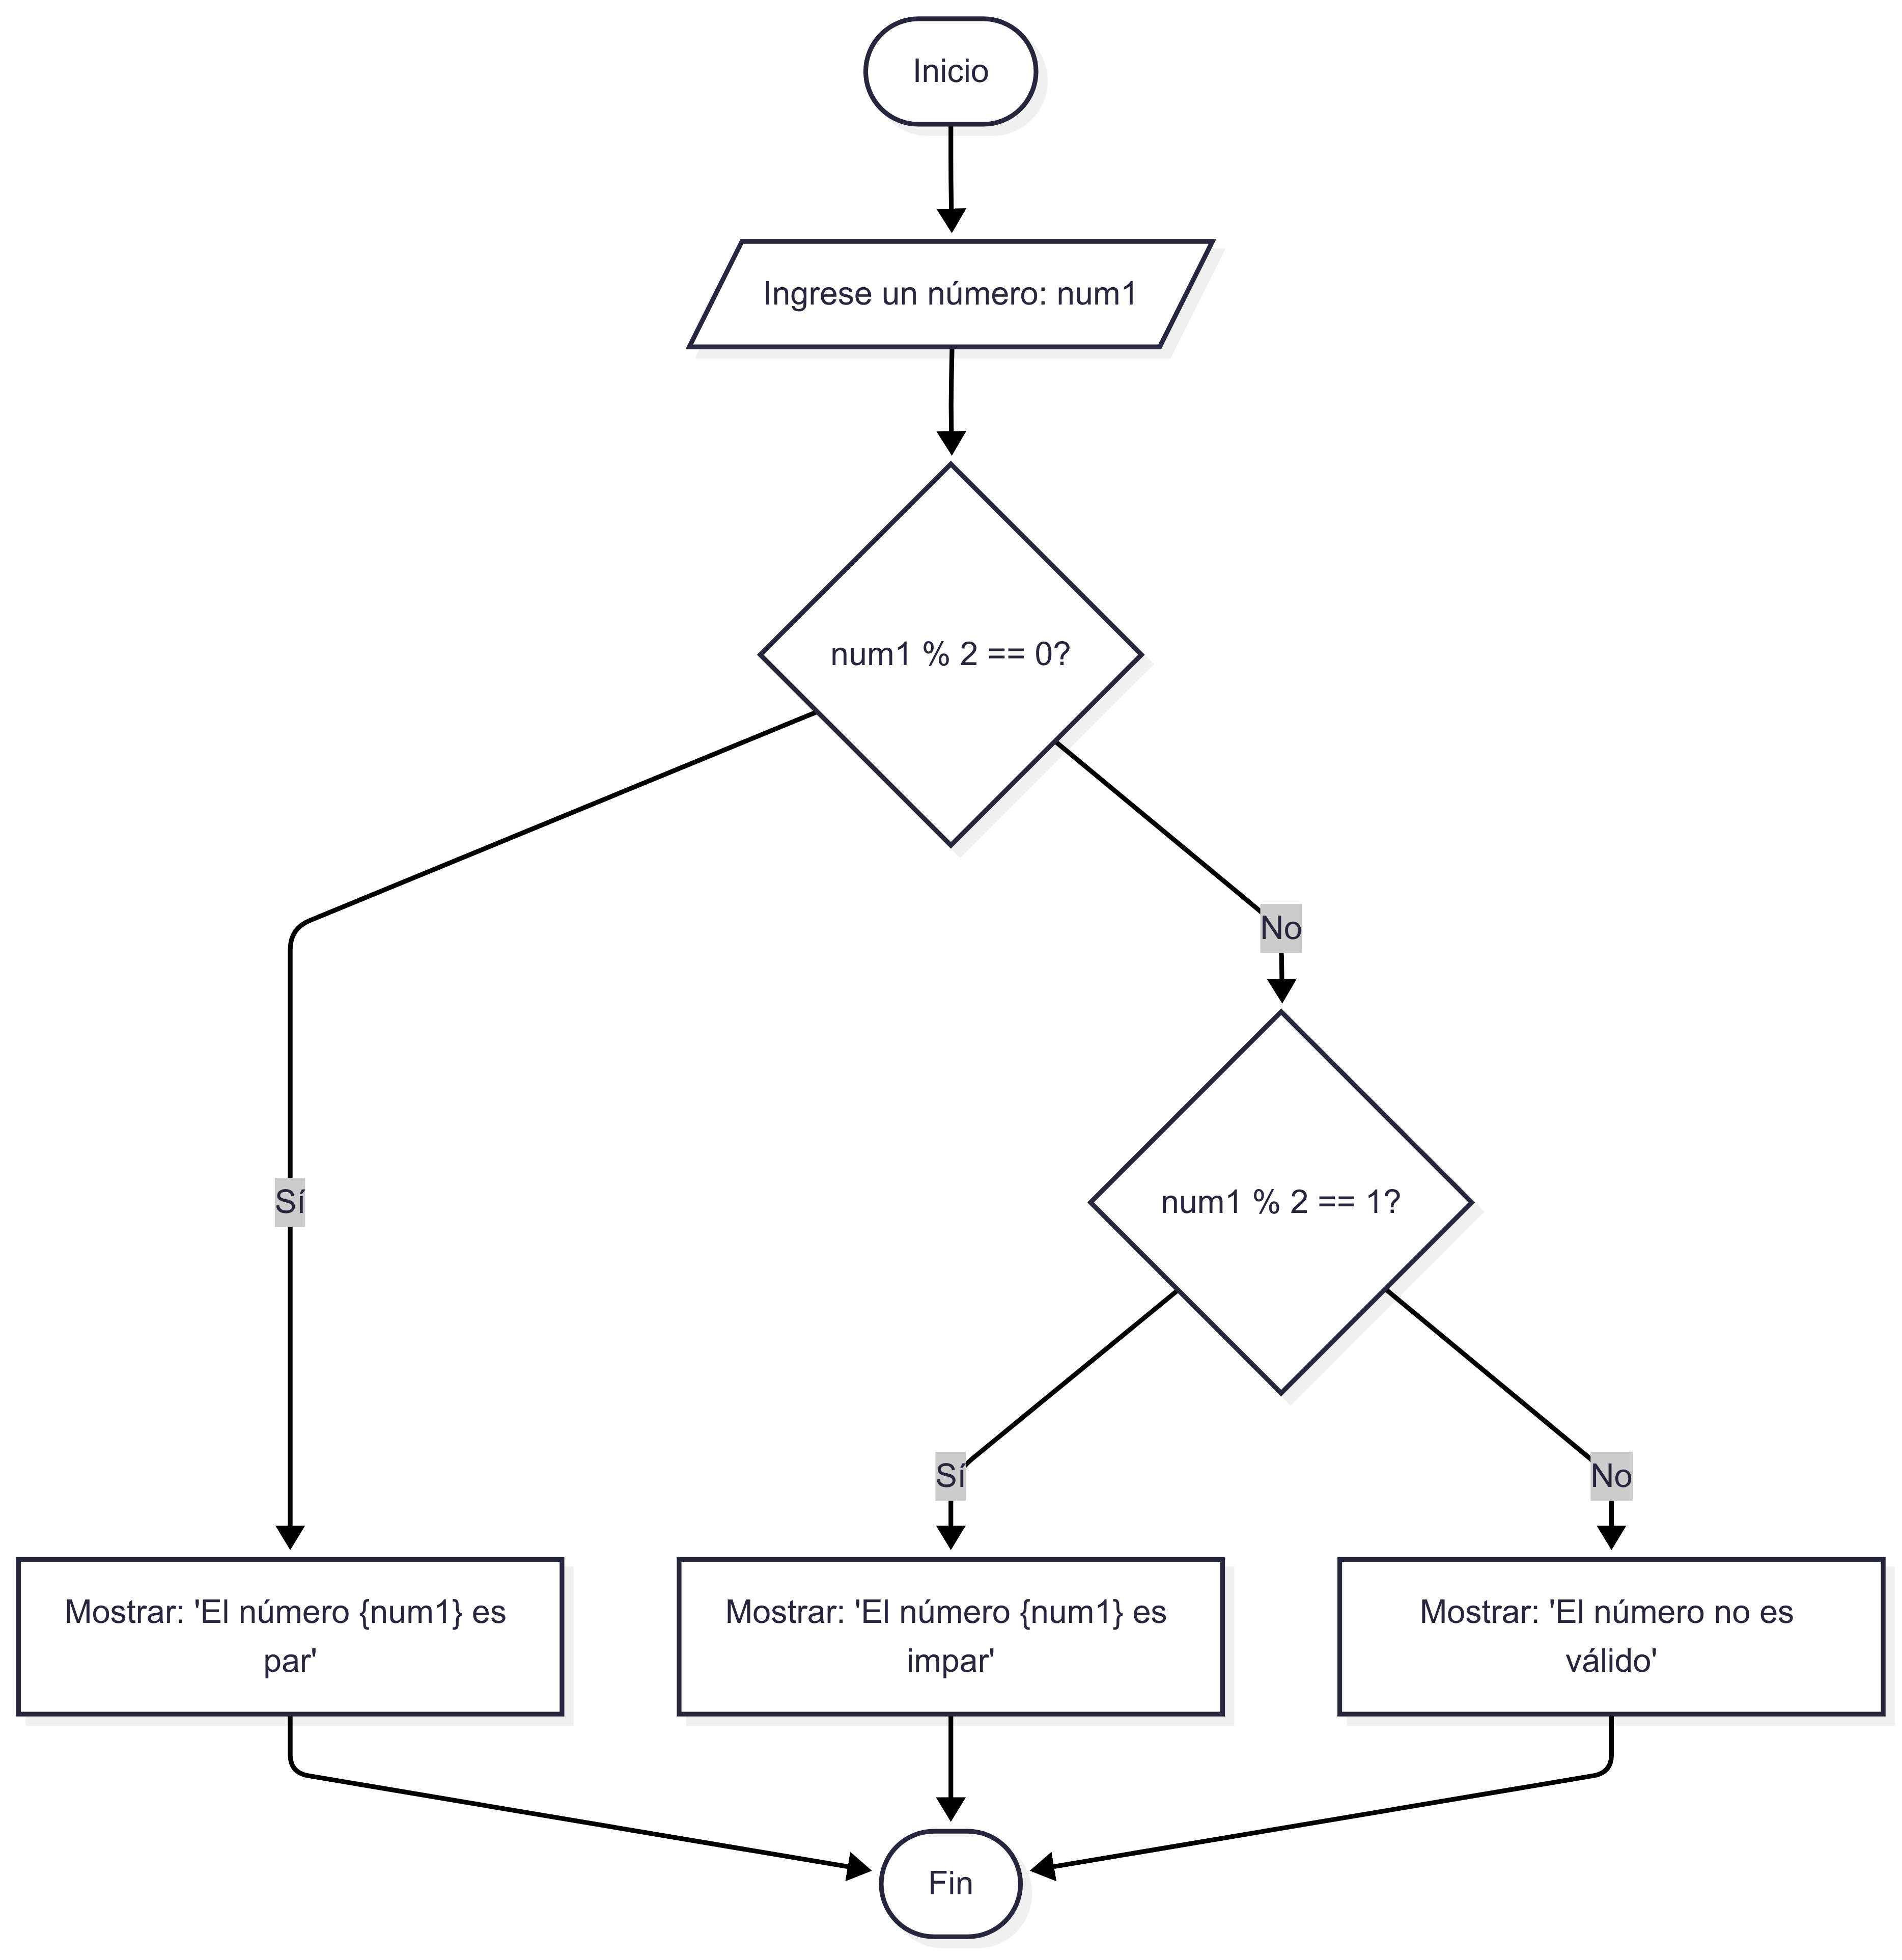 Inicio
Ingrese un número: num1
num1 % 2 == 0?
No
Sí
num1 % 2 == 1?
Sí
No
Mostrar: 'El número {num1} es
par'
Mostrar: 'El número {num1} es
impar'
Mostrar: 'El número no es
válido'
Fin